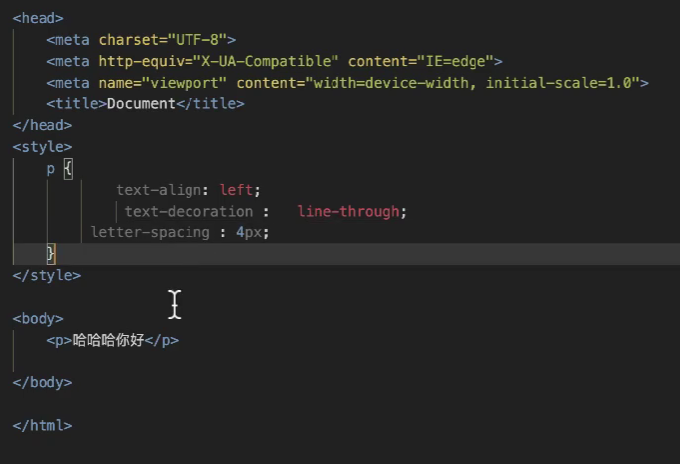 <head>
<meta charset="UTF-8">
<meta http-equiv="X-UA-Compatible" content="IE=edge">
<meta name="viewport" content="width=device-width, initial-scale=1.0">
<title>Document</title>
</head>
<style>
p {
text-align: left;
text-decoration :   line-through;
letter-spacing : 4px;
}
</style>
<body>
<p>哈哈哈你好</p>
</body>
</html>